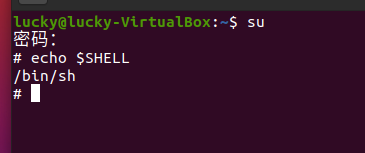 lucky@lucky-VirtualBox:~$ su
密码：
# echo $SHELL
/bin/sh
#